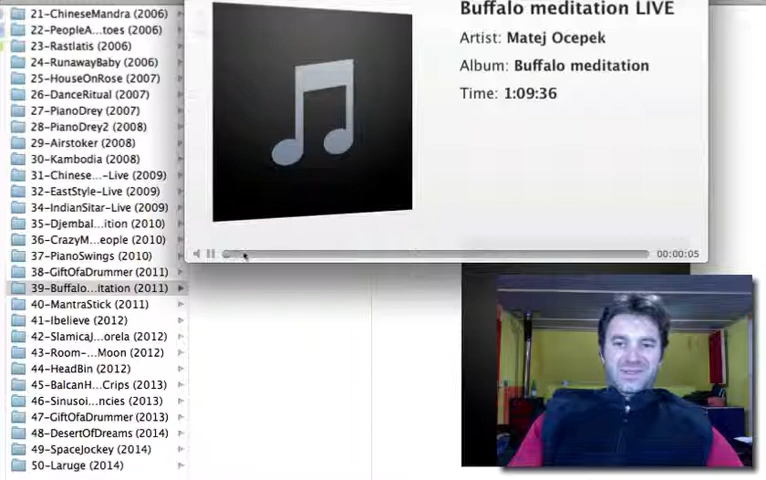 21-ChineseMandra (2006)
22-PeopleA...toes (2006)
23-Rastlatis (2006)
24-RunawayBaby (2006)
25-HouseOnRose (2007)
26-DanceRitual (2007)
27-PianoDrey (2007)
28-PianoDrey2 (2008)
29-Airstoker (2008)
30-Kambodia (2008)
31-Chinese...-Live (2009)
32-EastStyle-Live (2009)
34-IndianSitar-Live (2009)
35-Djembal...ition (2010)
36-CrazyM...eople (2010)
37-PianoSwings (2010)
38-GiftOfaDrummer (2011)
39-Buffalo...itation (2011)
40-MantraStick (2011)
41-Ibelieve (2012)
42-SlamicaJ...orela (2012)
43-Room-...Moon (2012)
44-HeadBin (2012)
45-BalcanH...Crips (2013)
46-Sinusoi...ncies (2013)
47-GiftOfaDrummer (2013)
48-DesertOfDreams (2014)
49-SpaceJockey (2014)
50-Laruge (2014)
Buffalo meditation LIVE
Artist: Matej Ocepek
Album: Buffalo meditation
Time: 1:09:36
00:00:05